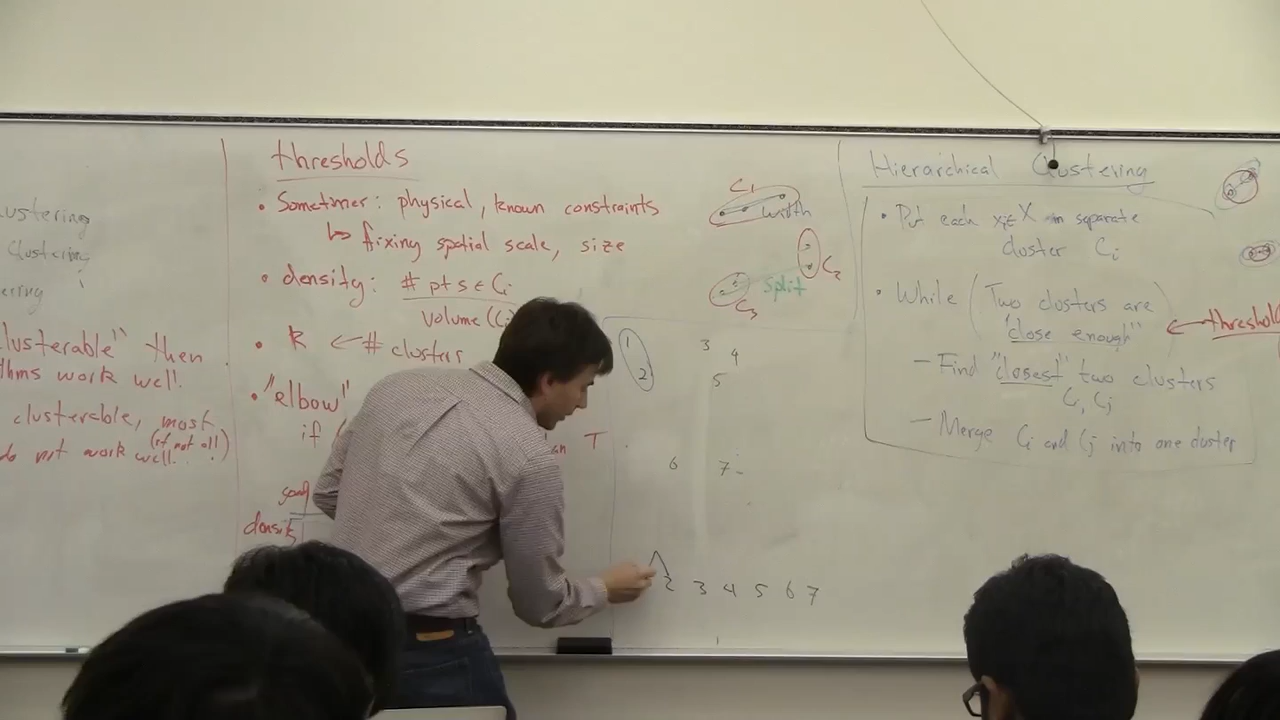 clustering
Clustering
ering
clusterable" then
thms work well.
clusterable, most
(if not all)
do not work well.
thresholds
• Sometimes: physical, known constraints
↳ fixing spatial scale, size
• density: # pts ∈ Ci
volume (Ci
• k ← # clusters
• "elbow"
if (
an T
density
C1
width
C2
split
C3
1
2
3
4
5
6
7
2 3 4 5 6 7
Hierarchical Clustering
• Put each xi∈X in separate
cluster Ci
• While (Two clusters are
"close enough")
← threshold
- Find "closest" two clusters
Ci, Cj
- Merge Ci and Cj into one cluster